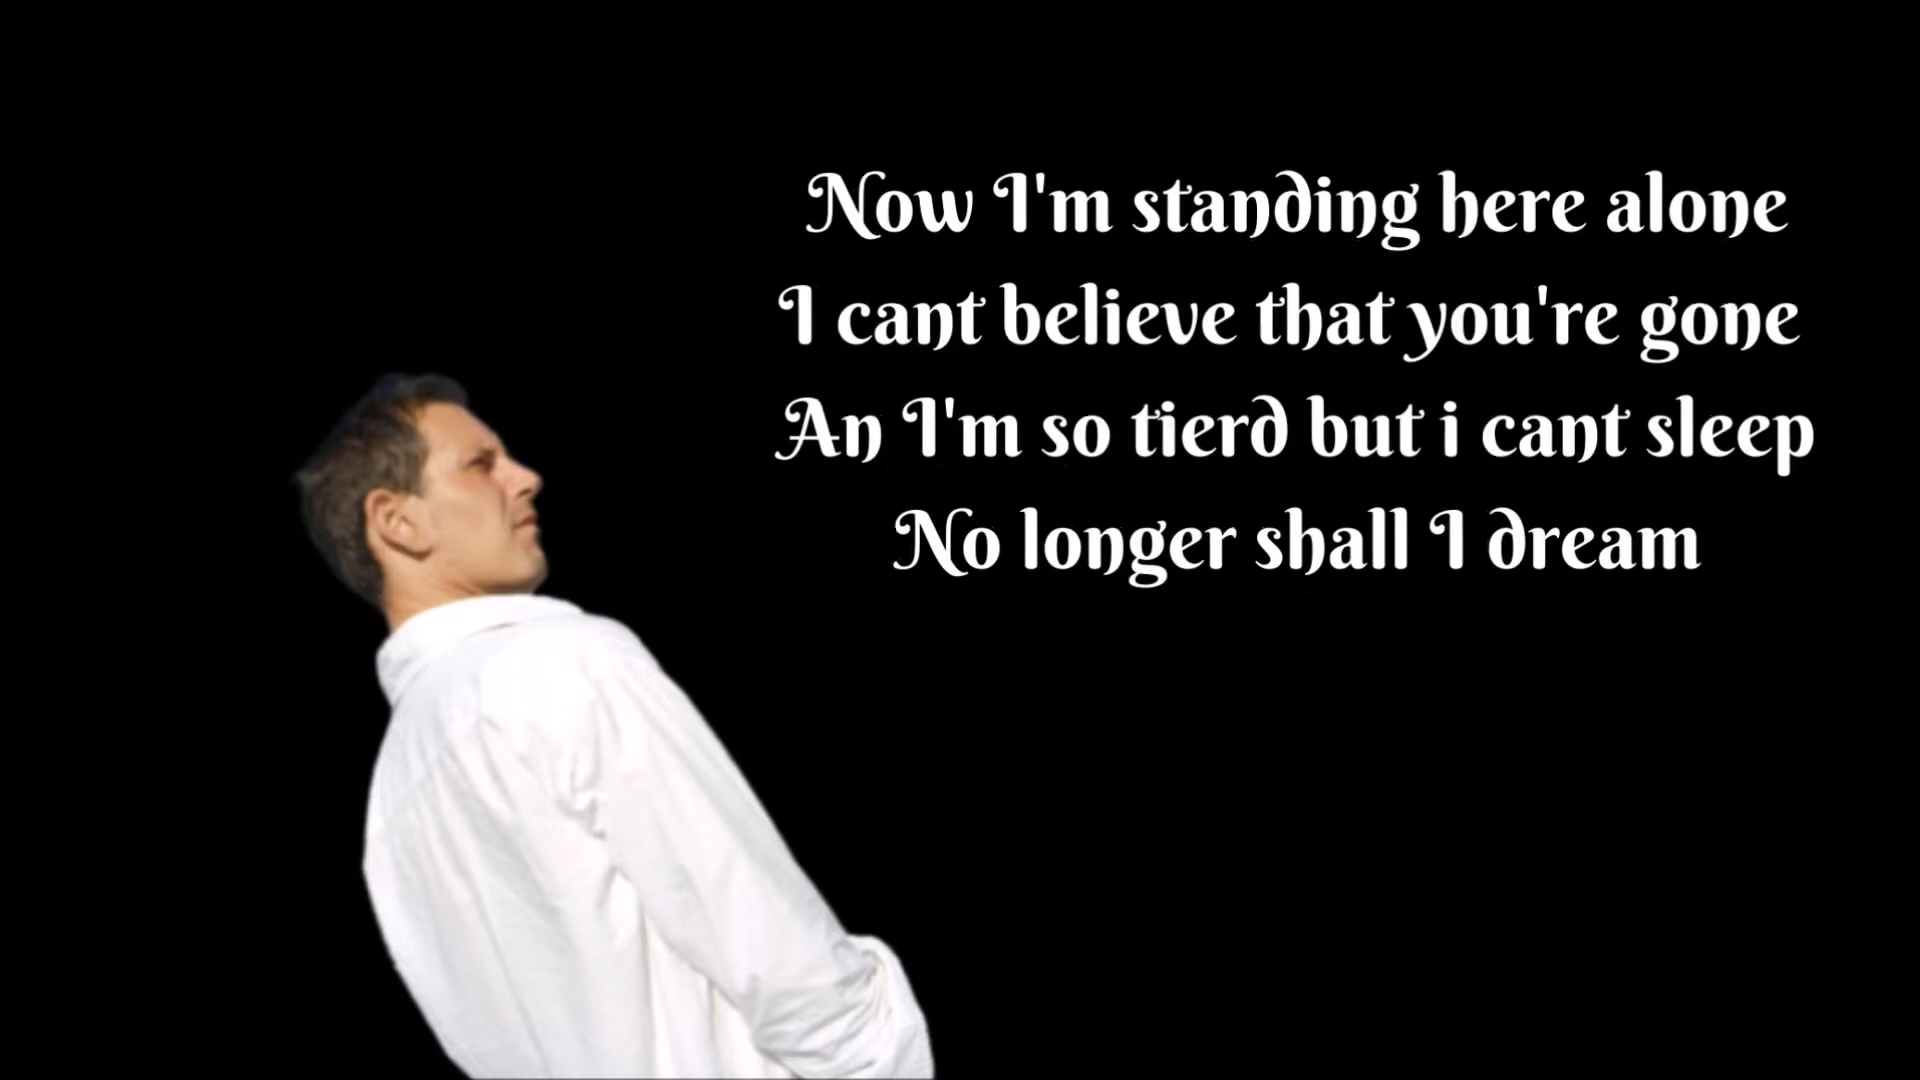 Now I'm standing here alone
I cant believe that you're gone
An I'm so tierd but i cant sleep
No longer shall I dream